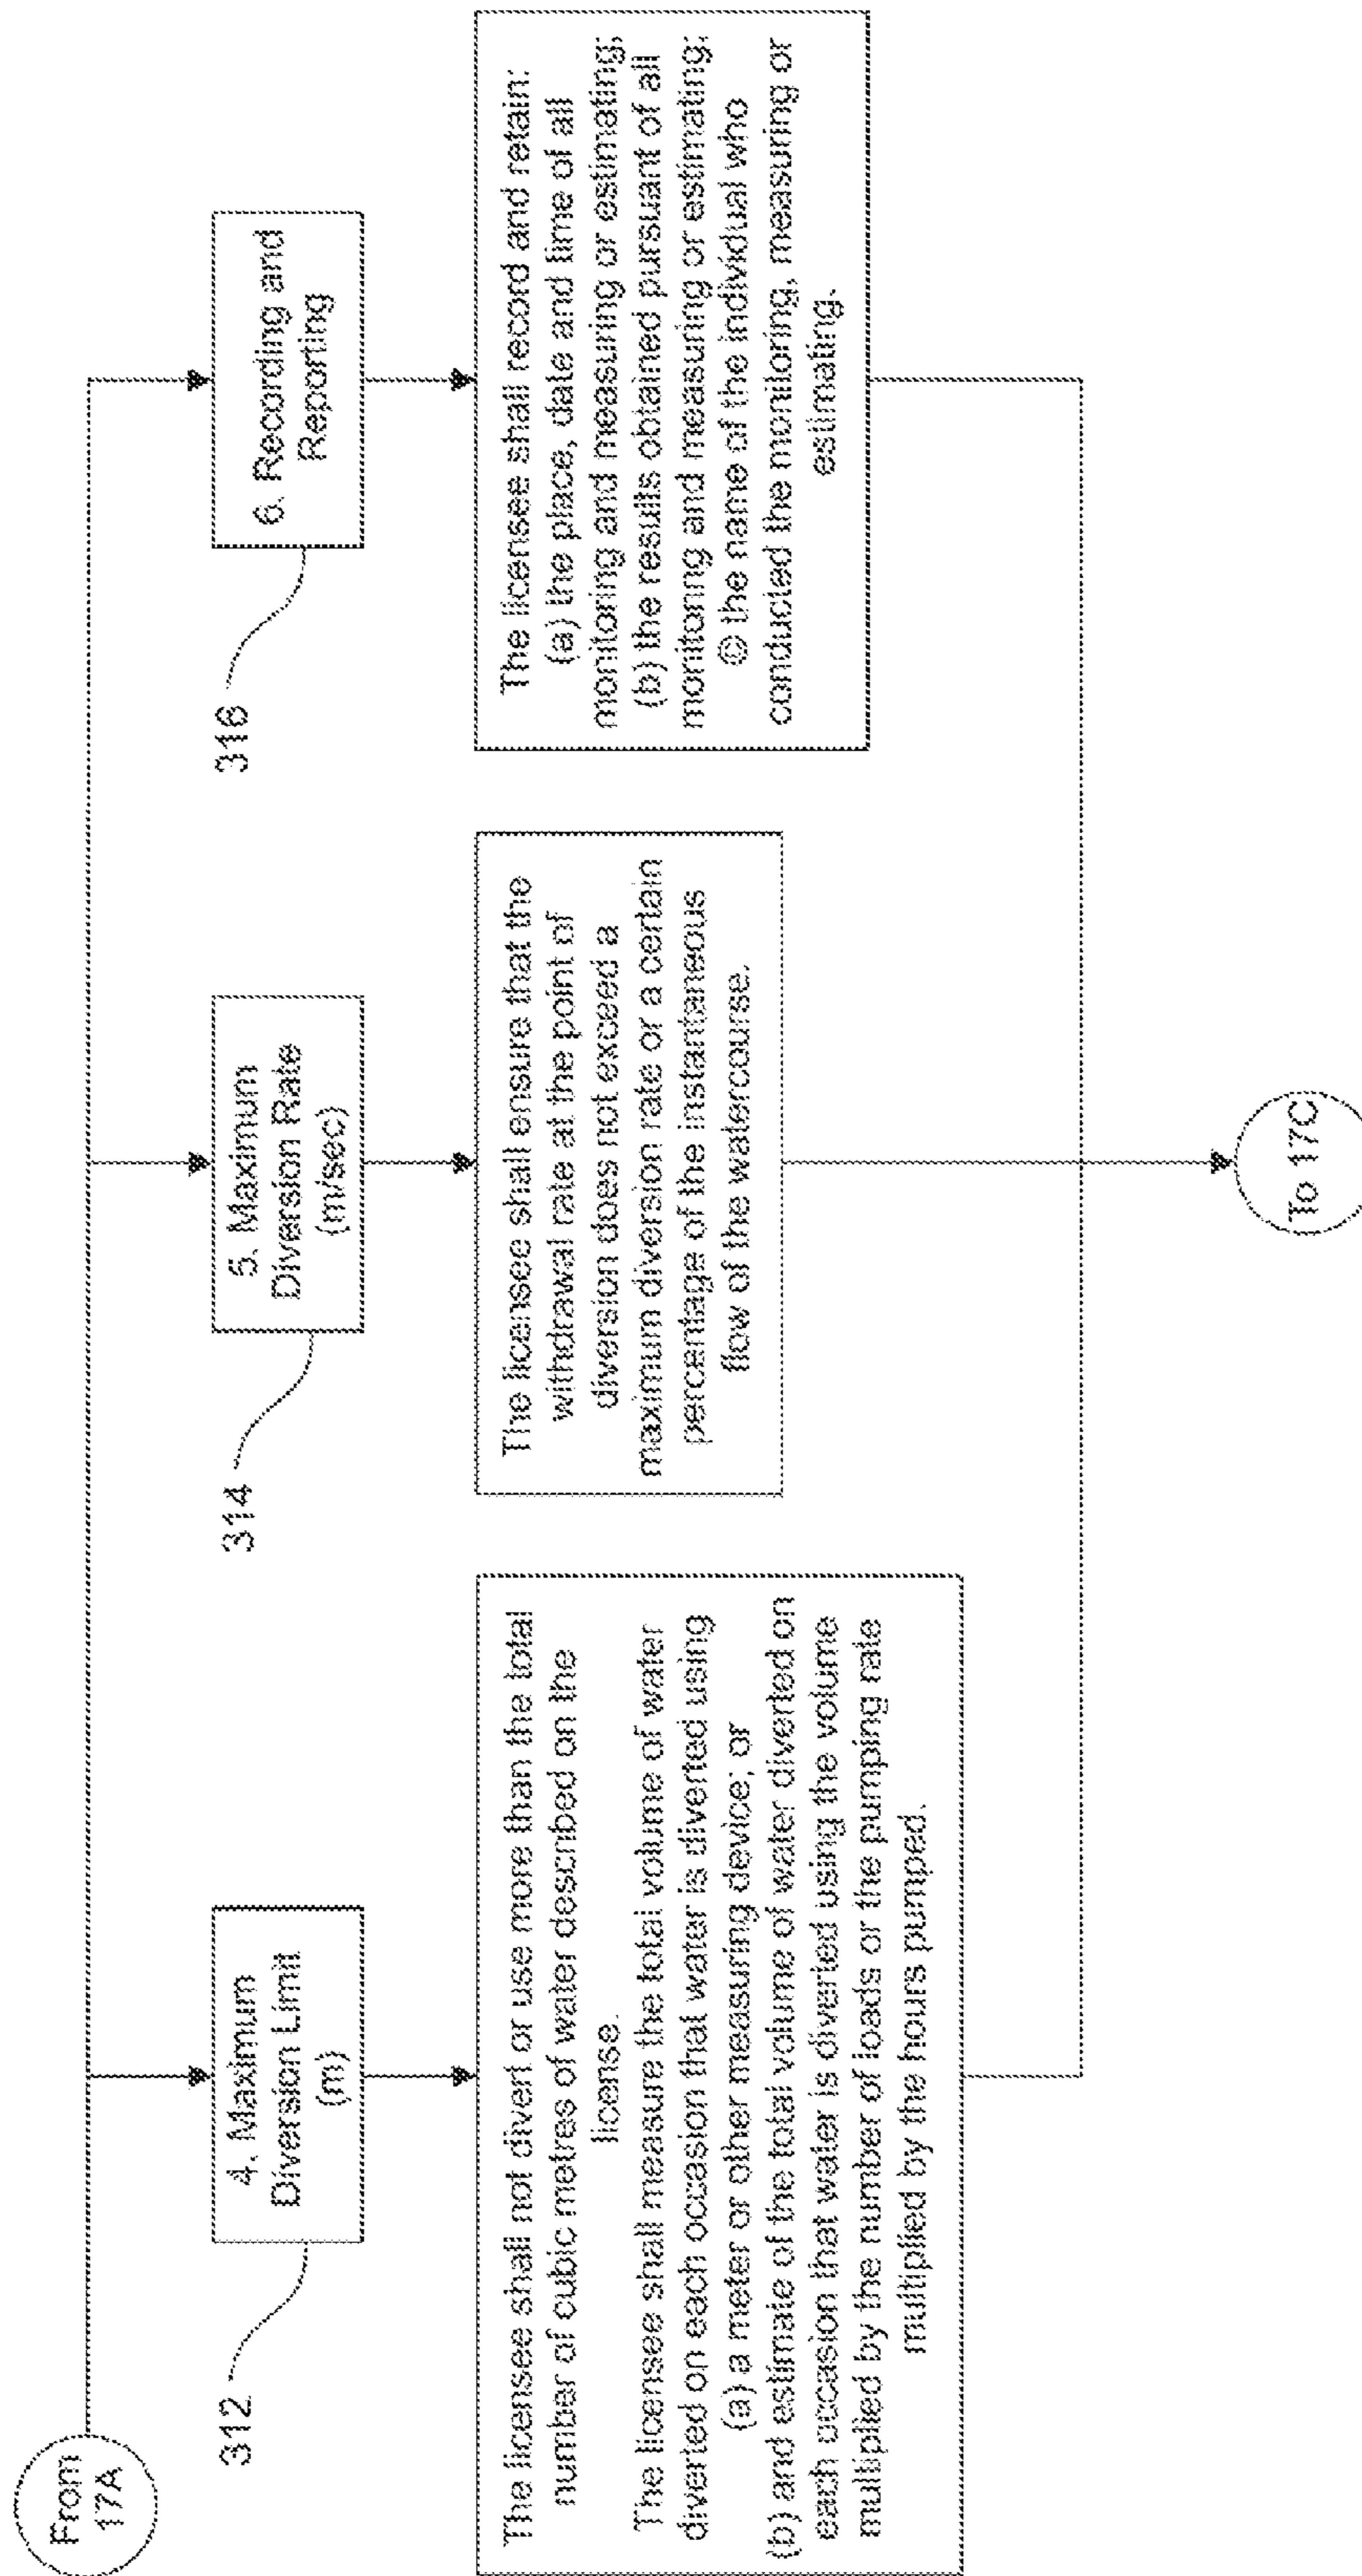 From
17A
312
4. Maximum
Diversion Limit
(m)
The licensee shall not divert or use more than the total
number of cubic metres of water described on the
license.
The licensee shall measure the total volume of water
diverted on each occasion that water is diverted using
(a) a meter or other measuring device; or
(b) and estimate of the total volume of water diverted on
each occasion that water is diverted using the volume
multiplied by the number of loads or the pumping rate
multiplied by the hours pumped.
314
5. Maximum
Diversion Rate
(m/sec)
The licensee shall ensure that the
withdrawal rate at the point of
diversion does not exceed a
maximum diversion rate or a certain
percentage of the instantaneous
flow of the watercourse.
316
6. Recording and
Reporting
The licensee shall record and retain:
(a) the place, date and time of all
monitoring and measuring or estimating;
(b) the results obtained pursuant of all
monitoring and measuring or estimating;
© the name of the individual who
conducted the monitoring, measuring or
estimating.
To 17C